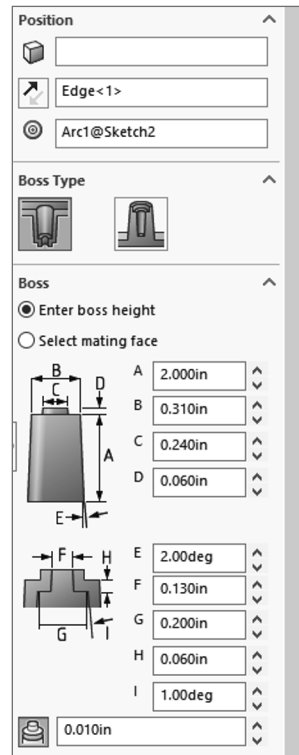 Position
Edge<1>
Arc1@Sketch2
Boss Type
Boss
Enter boss height
Select mating face
B
C
D
A
E
A 2.000in
B 0.310in
C 0.240in
D 0.060in
F
H
G
I
E 2.00deg
F 0.130in
G 0.200in
H 0.060in
I 1.00deg
0.010in